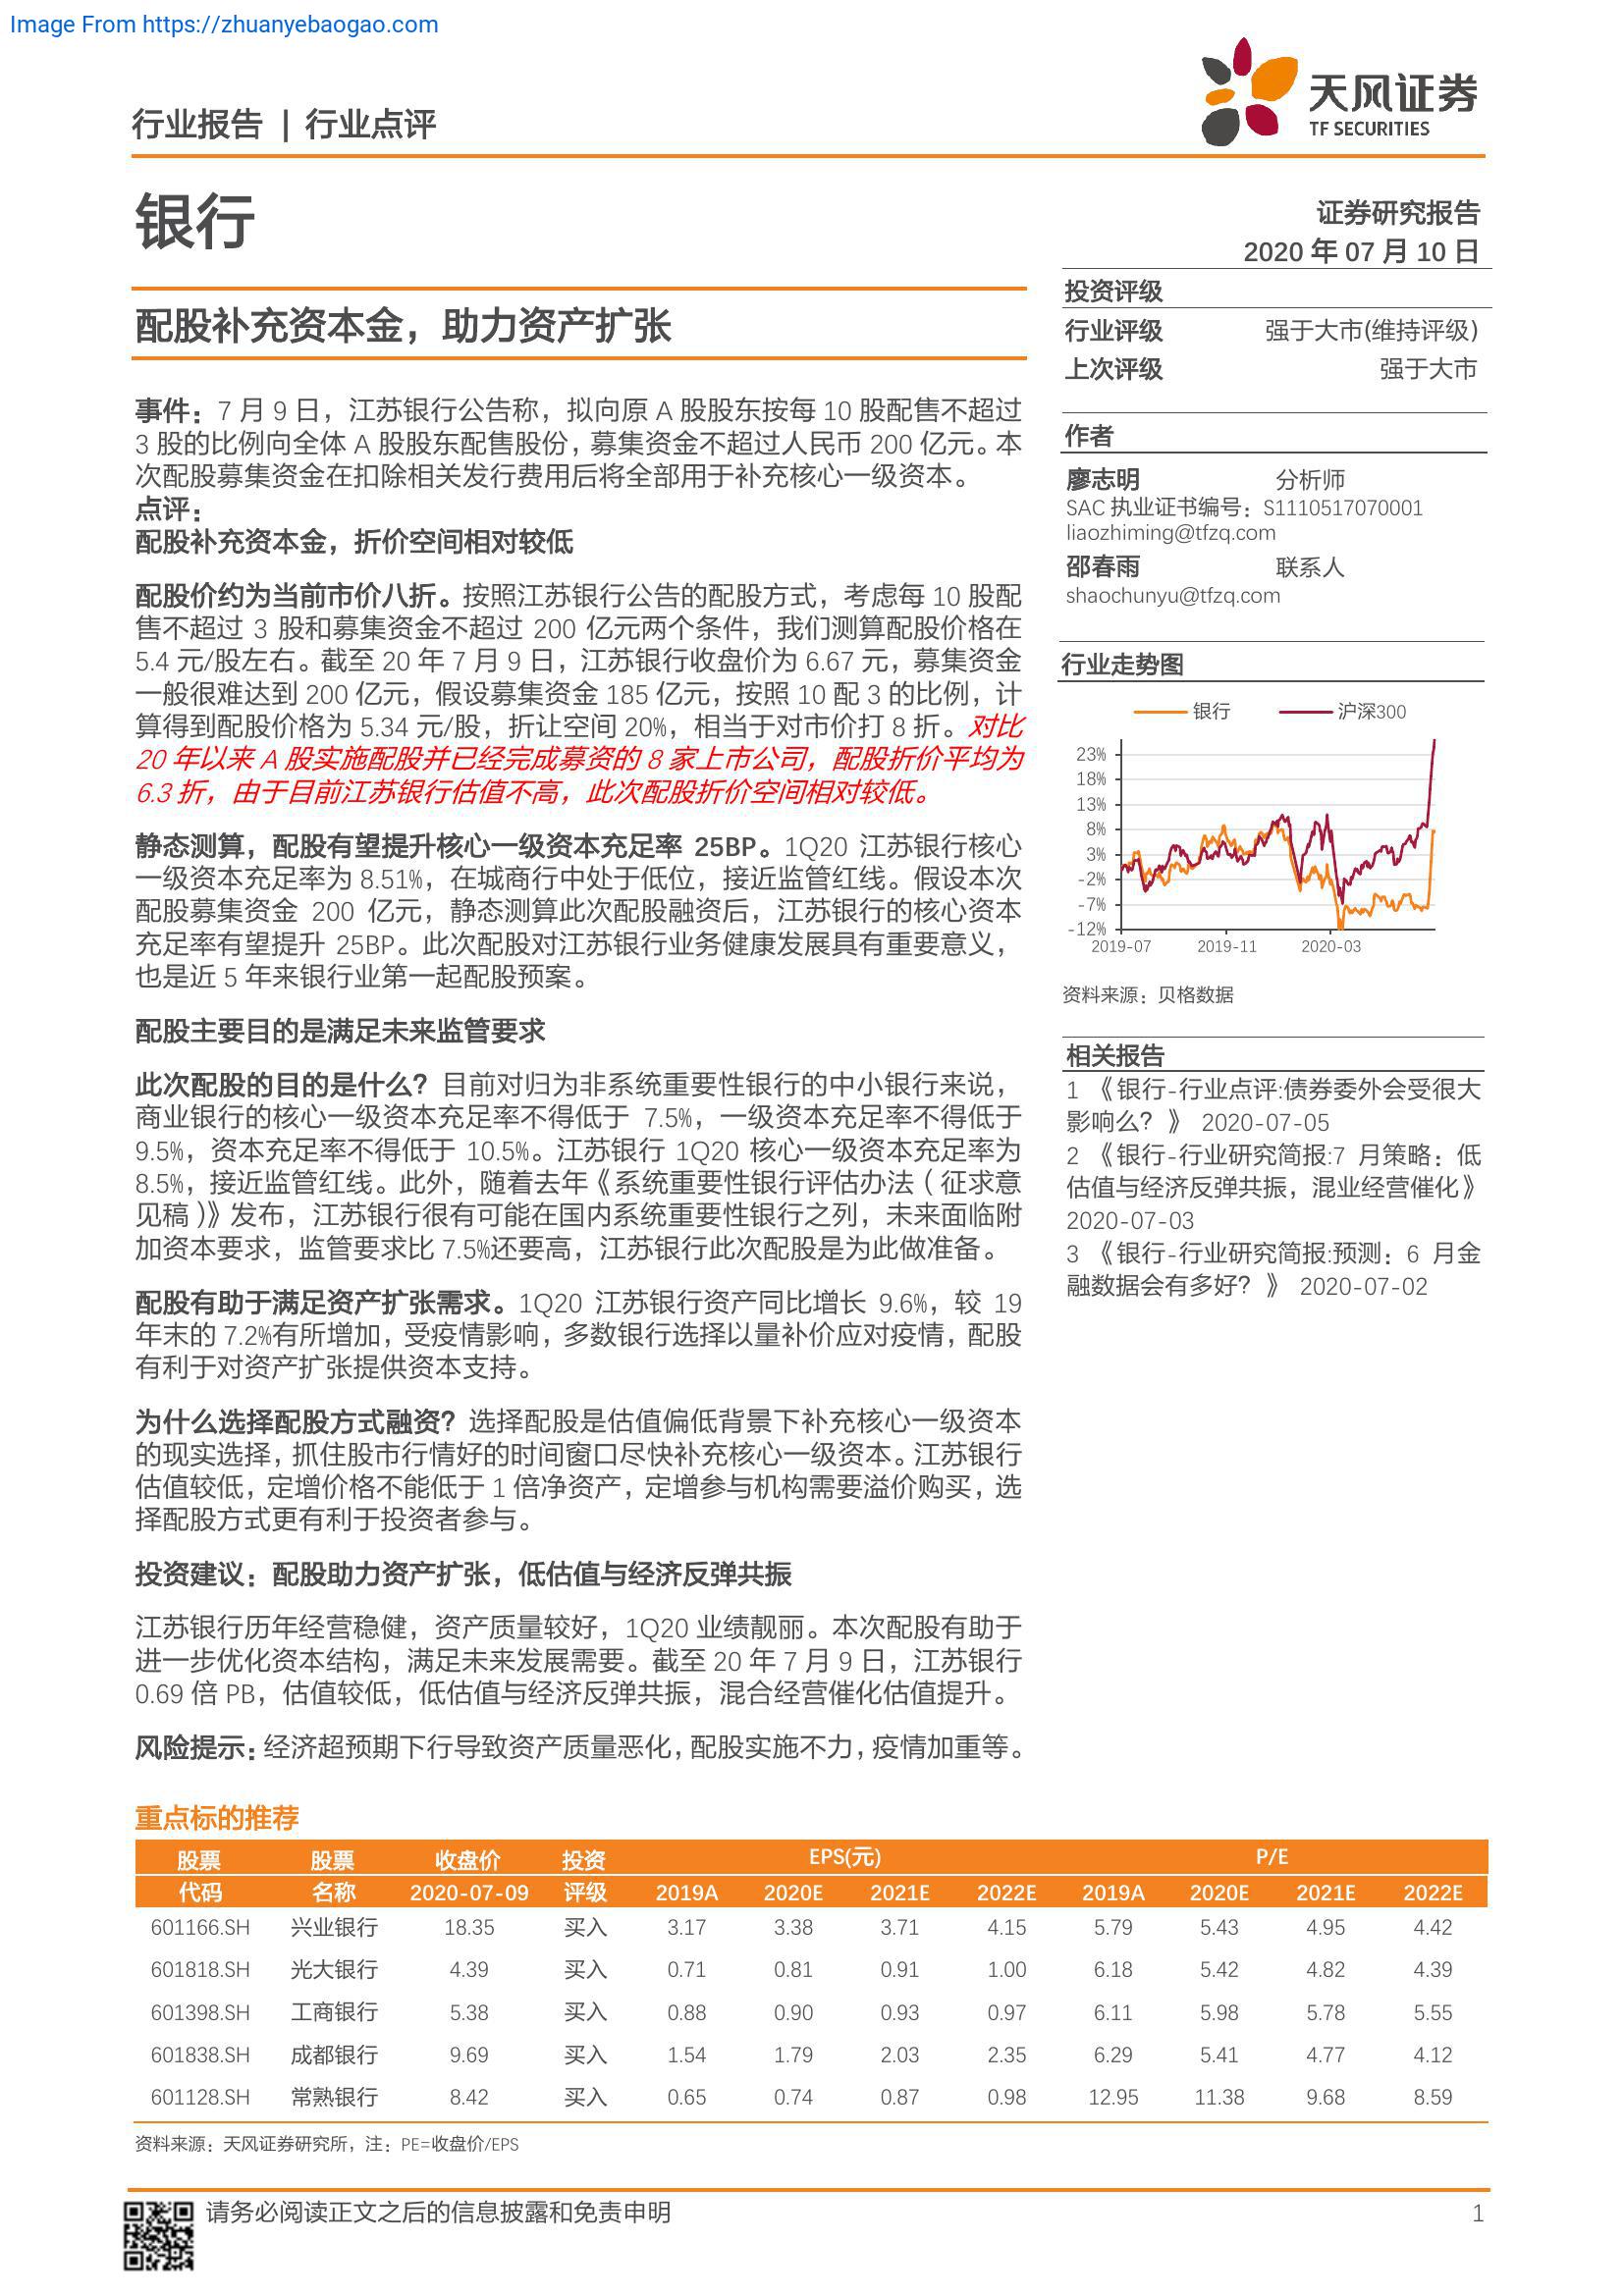 Image From https://zhuanyebaogao.com
行业报告 | 行业点评
天风证券
TF SECURITIES
银行
证券研究报告
2020 年 07 月 10 日
配股补充资本金，助力资产扩张
事件：7 月 9 日，江苏银行公告称，拟向原 A 股股东按每 10 股配售不超过
3 股的比例向全体 A 股股东配售股份，募集资金不超过人民币 200 亿元。本
次配股募集资金在扣除相关发行费用后将全部用于补充核心一级资本。
点评：
配股补充资本金，折价空间相对较低
配股价约为当前市价八折。按照江苏银行公告的配股方式，考虑每 10 股配
售不超过 3 股和募集资金不超过 200 亿元两个条件，我们测算配股价格在
5.4 元/股左右。截至 20 年 7 月 9 日，江苏银行收盘价为 6.67 元，募集资金
一般很难达到 200 亿元，假设募集资金 185 亿元，按照 10 配 3 的比例，计
算得到配股价格为 5.34 元/股，折让空间 20%，相当于对市价打 8 折。对比
20 年以来 A 股实施配股并已经完成募资的 8 家上市公司，配股折价平均为
6.3 折，由于目前江苏银行估值不高，此次配股折价空间相对较低。
静态测算，配股有望提升核心一级资本充足率 25BP。1Q20 江苏银行核心
一级资本充足率为 8.51%，在城商行中处于低位，接近监管红线。假设本次
配股募集资金 200 亿元，静态测算此次配股融资后，江苏银行的核心资本
充足率有望提升 25BP。此次配股对江苏银行业务健康发展具有重要意义，
也是近 5 年来银行业第一起配股预案。
配股主要目的是满足未来监管要求
此次配股的目的是什么？目前对归为非系统重要性银行的中小银行来说，
商业银行的核心一级资本充足率不得低于 7.5%，一级资本充足率不得低于
9.5%，资本充足率不得低于 10.5%。江苏银行 1Q20 核心一级资本充足率为
8.5%，接近监管红线。此外，随着去年《系统重要性银行评估办法（征求意
见稿）》发布，江苏银行很有可能在国内系统重要性银行之列，未来面临附
加资本要求，监管要求比 7.5%还要高，江苏银行此次配股是为此做准备。
配股有助于满足资产扩张需求。1Q20 江苏银行资产同比增长 9.6%，较 19
年末的 7.2%有所增加，受疫情影响，多数银行选择以量补价应对疫情，配股
有利于对资产扩张提供资本支持。
为什么选择配股方式融资？选择配股是估值偏低背景下补充核心一级资本
的现实选择，抓住股市行情好的时间窗口尽快补充核心一级资本。江苏银行
估值较低，定增价格不能低于 1 倍净资产，定增参与机构需要溢价购买，选
择配股方式更有利于投资者参与。
投资建议：配股助力资产扩张，低估值与经济反弹共振
江苏银行历年经营稳健，资产质量较好，1Q20 业绩靓丽。本次配股有助于
进一步优化资本结构，满足未来发展需要。截至 20 年 7 月 9 日，江苏银行
0.69 倍 PB，估值较低，低估值与经济反弹共振，混合经营催化估值提升。
风险提示：经济超预期下行导致资产质量恶化，配股实施不力，疫情加重等。
投资评级
行业评级 强于大市(维持评级)
上次评级 强于大市
作者
廖志明 分析师
SAC 执业证书编号：S1110517070001
liaozhiming@tfzq.com
邵春雨 联系人
shaochunyu@tfzq.com
行业走势图
银行 沪深300
23%
18%
13%
8%
3%
-2%
-7%
-12%
2019-07 2019-11 2020-03
资料来源：贝格数据
相关报告
1 《银行-行业点评:债券委外会受很大
影响么？》 2020-07-05
2 《银行-行业研究简报:7 月策略：低
估值与经济反弹共振，混业经营催化》
2020-07-03
3 《银行-行业研究简报:预测：6 月金
融数据会有多好？》 2020-07-02
重点标的推荐
股票 股票 收盘价 投资 EPS(元) P/E
代码 名称 2020-07-09 评级 2019A 2020E 2021E 2022E 2019A 2020E 2021E 2022E
601166.SH 兴业银行 18.35 买入 3.17 3.38 3.71 4.15 5.79 5.43 4.95 4.42
601818.SH 光大银行 4.39 买入 0.71 0.81 0.91 1.00 6.18 5.42 4.82 4.39
601398.SH 工商银行 5.38 买入 0.88 0.90 0.93 0.97 6.11 5.98 5.78 5.55
601838.SH 成都银行 9.69 买入 1.54 1.79 2.03 2.35 6.29 5.41 4.77 4.12
601128.SH 常熟银行 8.42 买入 0.65 0.74 0.87 0.98 12.95 11.38 9.68 8.59
资料来源：天风证券研究所，注：PE=收盘价/EPS
请务必阅读正文之后的信息披露和免责申明 1